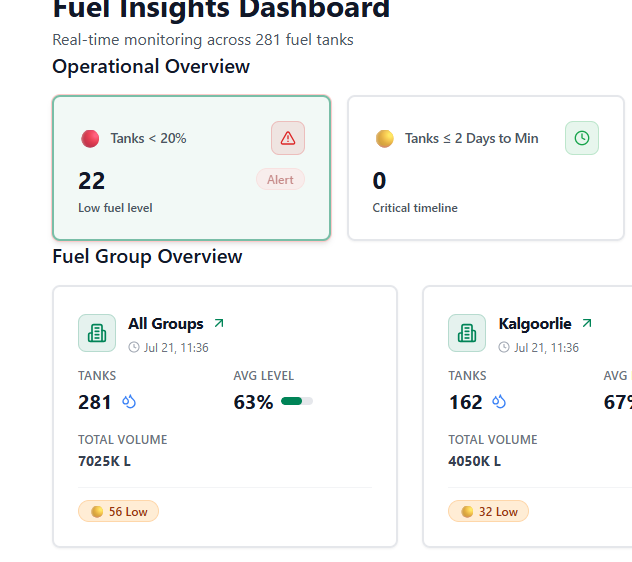 Fuel Insights Dashboard
Real-time monitoring across 281 fuel tanks
Operational Overview
Tanks < 20%
22
Alert
Low fuel level
Tanks ≤ 2 Days to Min
0
Critical timeline
Fuel Group Overview
All Groups
Jul 21, 11:36
TANKS
AVG LEVEL
281
63%
TOTAL VOLUME
7025K L
56 Low
Kalgoorlie
Jul 21, 11:36
TANKS
AVG
162
67%
TOTAL VOLUME
4050K L
32 Low